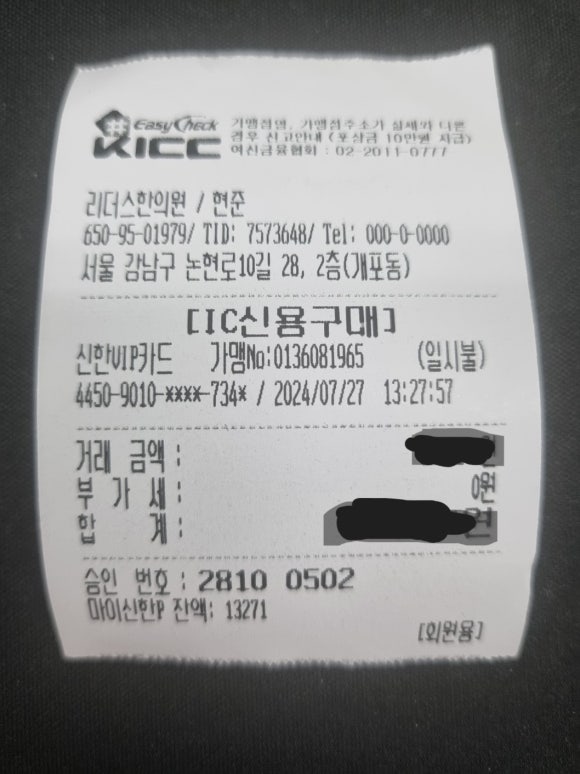 EasyCheck
KICC
가맹점명, 가맹점주소가 실제와 다른
경우 신고안내 (포상금 10만원 지급)
여신금융협회 : 02-2011-0777
리더스한의원 / 현준
650-95-01979/ TID: 7573648/ Tel: 000-0-0000
서울 강남구 논현로10길 28, 2층(개포동)
[IC신용구매]
신한VIP카드 가맹No:0136081965 (일시불)
4450-9010-****-734* / 2024/07/27 13:27:57
거래 금액 :
부 가 세 : 0원
합 계 : 원
승인 번호 : 2810 0502
마이신한P 잔액: 13271
[회원용]